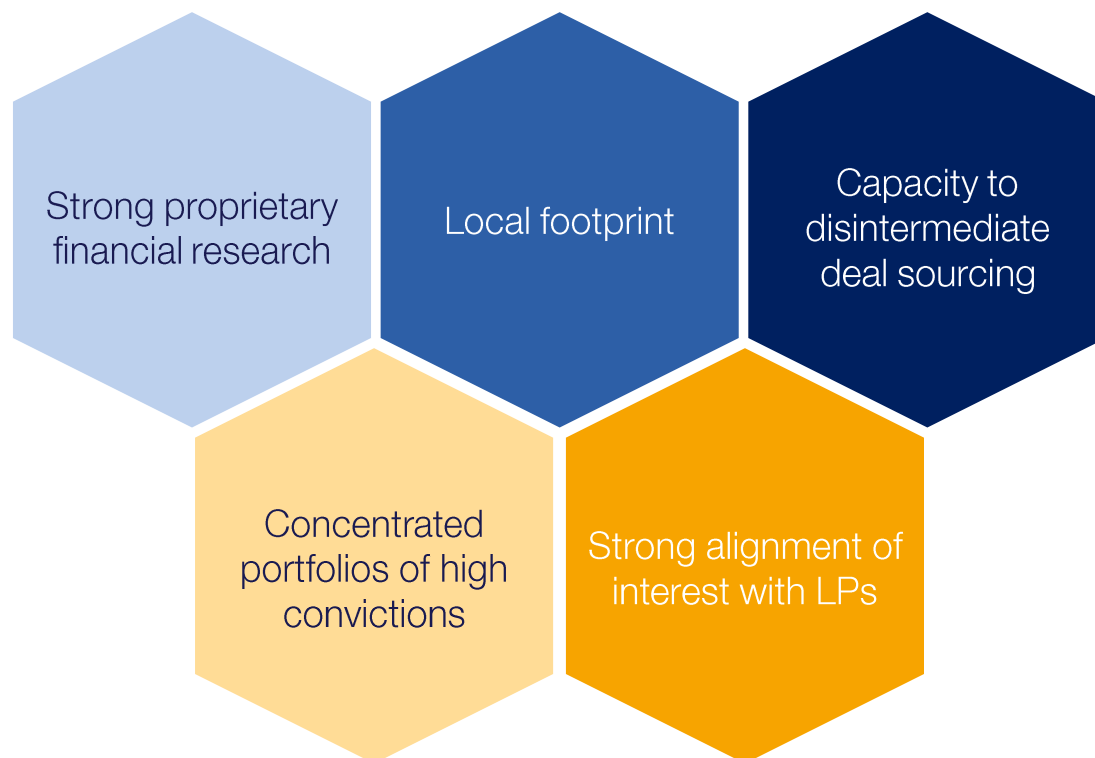 Strong proprietary
financial research
Local footprint
Capacity to
disintermediate
deal sourcing
Concentrated
portfolios of high
convictions
Strong alignment of
interest with LPs